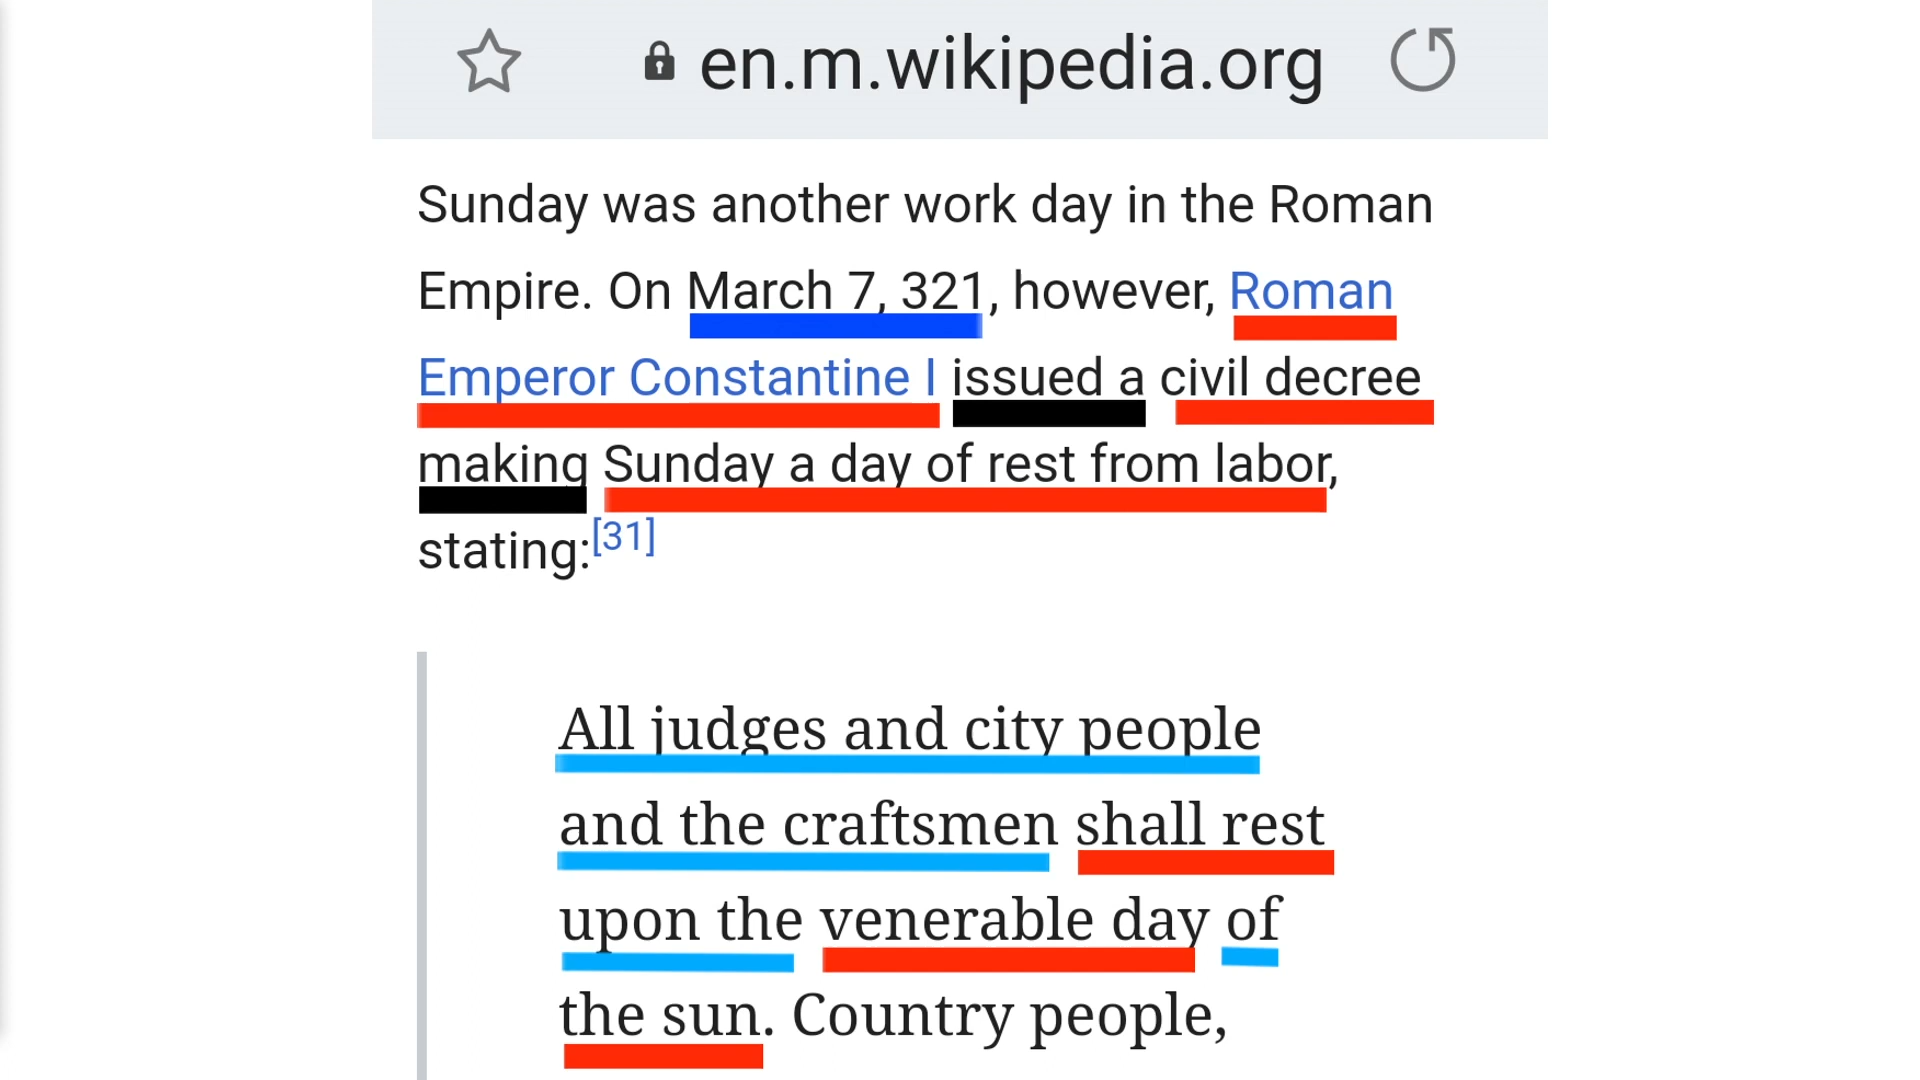 en.m.wikipedia.org
Sunday was another work day in the Roman
Empire. On March 7, 321, however, Roman
Emperor Constantine I issued a civil decree
making Sunday a day of rest from labor,
stating:[31]
All judges and city people
and the craftsmen shall rest
upon the venerable day of
the sun. Country people,